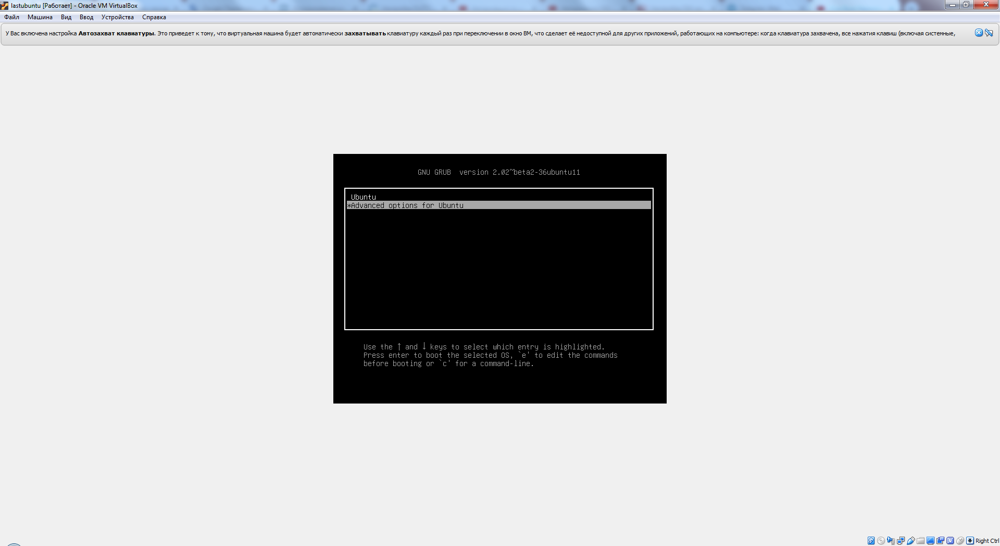 lastubuntu [Работает] - Oracle VM VirtualBox
Файл Машина Вид Ввод Устройства Справка
У Вас включена настройка Автозахват клавиатуры. Это приведет к тому, что виртуальная машина будет автоматически захватывать клавиатуру каждый раз при переключении в окно ВМ, что сделает её недоступной для других приложений, работающих на компьютере: когда клавиатура захвачена, все нажатия клавиш (включая системные,
GNU GRUB version 2.02~beta2-36ubuntu11
Ubuntu
*Advanced options for Ubuntu
Use the ↑ and ↓ keys to select which entry is highlighted.
Press enter to boot the selected OS, `e' to edit the commands
before booting or `c' for a command-line.
Right Ctrl